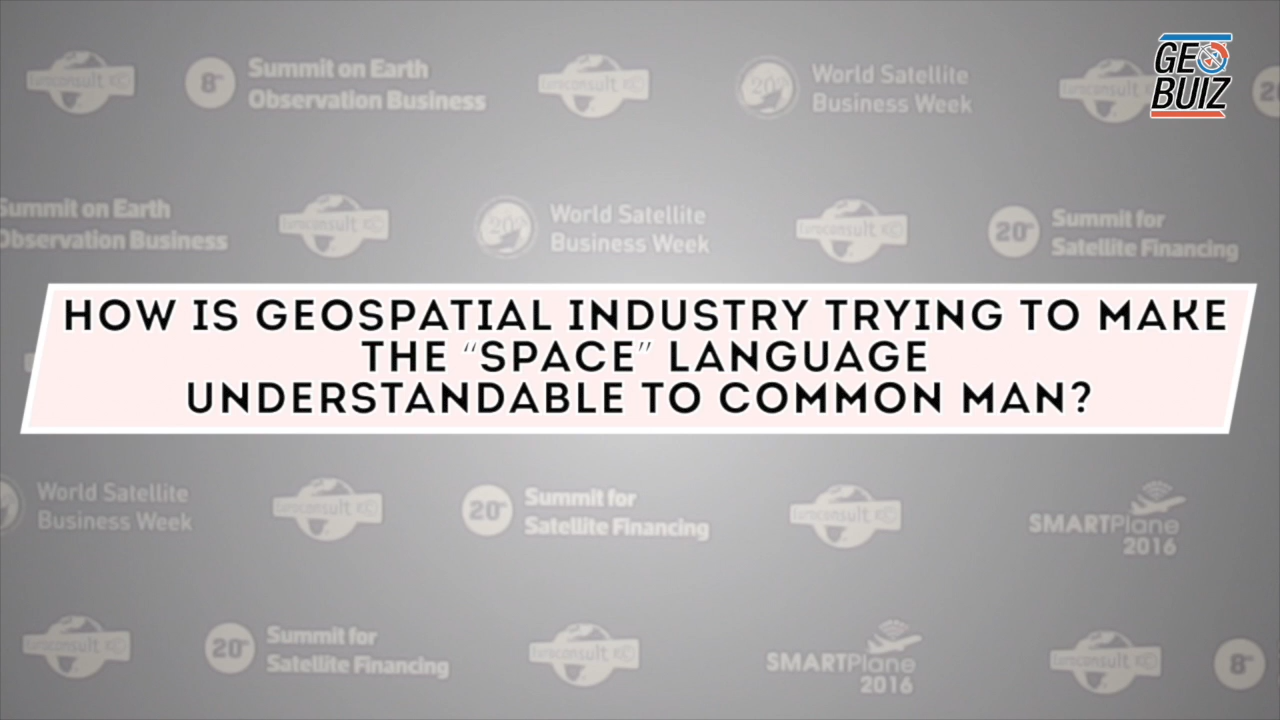 GEO
BUIZ
8th Summit on Earth
Observation Business
World Satellite
Business Week
Summit on Earth
Observation Business
World Satellite
Business Week
20th Summit for
Satellite Financing
HOW IS GEOSPATIAL INDUSTRY TRYING TO MAKE
THE “SPACE” LANGUAGE
UNDERSTANDABLE TO COMMON MAN?
World Satellite
Business Week
20th Summit for
Satellite Financing
SMARTPlane
2016
20th Summit for
Satellite Financing
SMARTPlane
2016
8th